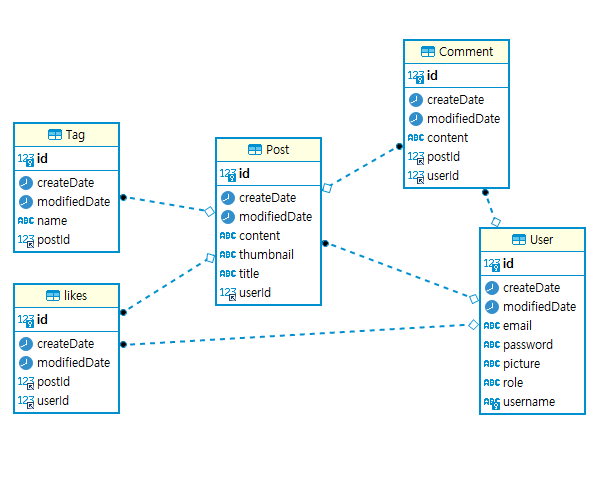 Comment
123 id
createDate
modifiedDate
ABC content
123 postId
123 userId
Tag
123 id
createDate
modifiedDate
ABC name
123 postId
Post
123 id
createDate
modifiedDate
ABC content
ABC thumbnail
ABC title
123 userId
User
123 id
createDate
modifiedDate
ABC email
ABC password
ABC picture
ABC role
ABC username
likes
123 id
createDate
modifiedDate
123 postId
123 userId